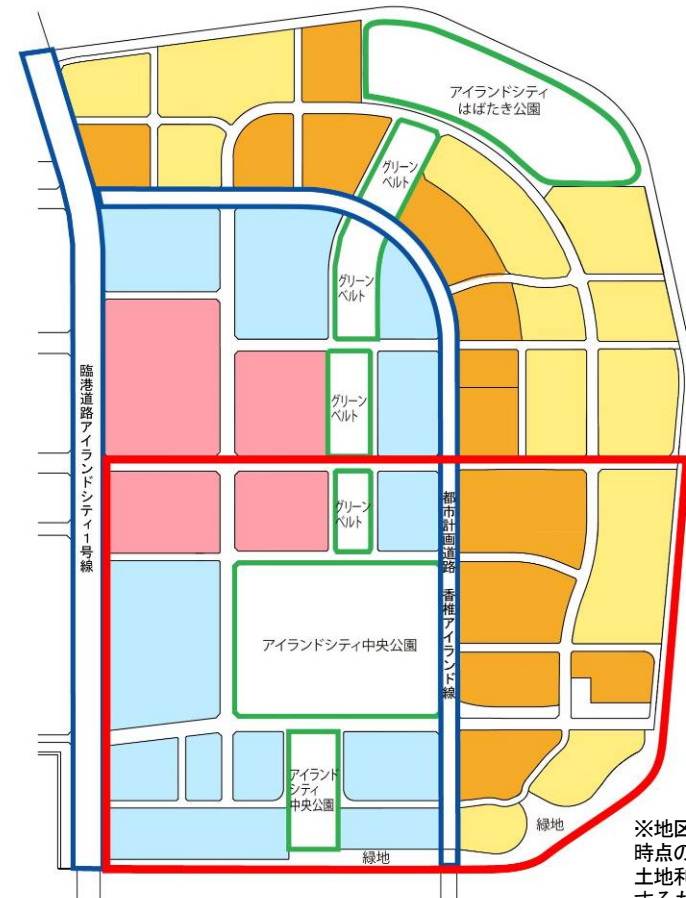 アイランドシティ
はばたき公園
グリーン
ベルト
グリーン
ベルト
グリーン
ベルト
臨港道路アイランドシティ1号線
グリーン
ベルト
都市計画道路 香椎アイランド線
アイランドシティ中央公園
アイランド
シティ
中央公園
緑地
緑地
※地区
時点の
土地利
するか